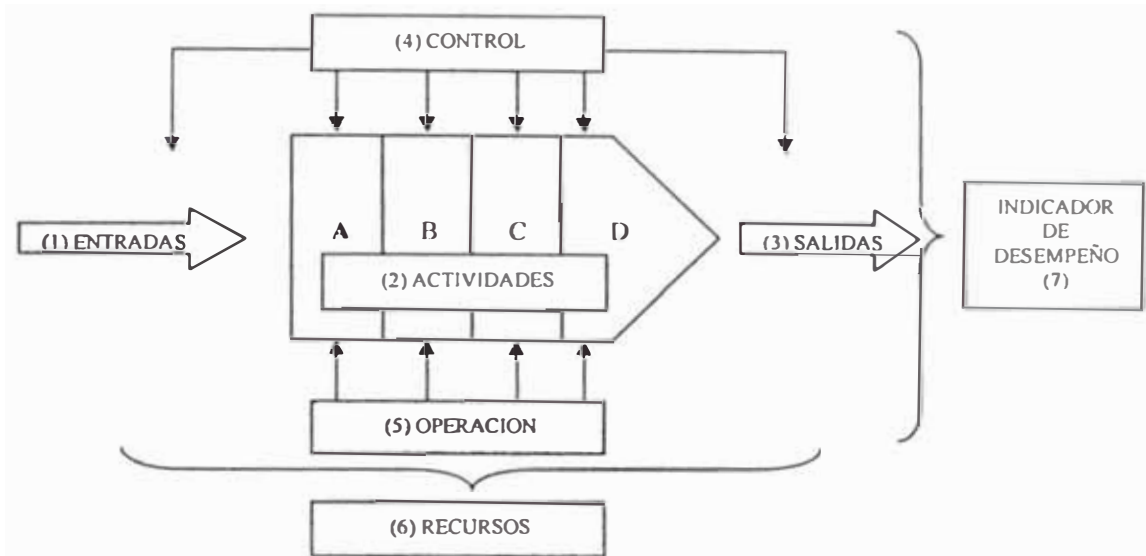 (4) CONTROL
(1) ENTRADAS
A B C D
(2) ACTIVIDADES
(3) SALIDAS
INDICADOR
DE
DESEMPEÑO
(7)
(5) OPERACION
(6) RECURSOS